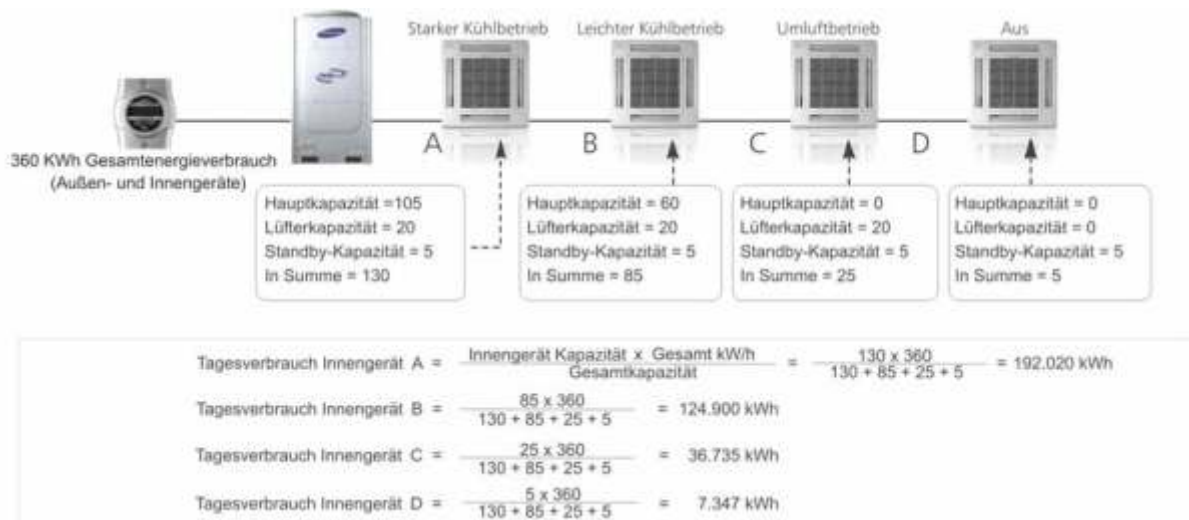 Starker Kühlbetrieb
Leichter Kühlbetrieb
Umluftbetrieb
Aus
A
B
C
D
360 KWh Gesamtenergieverbrauch
(Außen- und Innengeräte)
Hauptkapazität =105
Lüfterkapazität = 20
Standby-Kapazität = 5
In Summe = 130
Hauptkapazität = 60
Lüfterkapazität = 20
Standby-Kapazität = 5
In Summe = 85
Hauptkapazität = 0
Lüfterkapazität = 20
Standby-Kapazität = 5
In Summe = 25
Hauptkapazität = 0
Lüfterkapazität = 0
Standby-Kapazität = 5
In Summe = 5
Tagesverbrauch Innengerät A = Innengerät Kapazität x Gesamt kW/h = 130 x 360 = 192.020 kWh
Gesamtkapazität 130 + 85 + 25 + 5
Tagesverbrauch Innengerät B = 85 x 360 = 124.900 kWh
130 + 85 + 25 + 5
Tagesverbrauch Innengerät C = 25 x 360 = 36.735 kWh
130 + 85 + 25 + 5
Tagesverbrauch Innengerät D = 5 x 360 = 7.347 kWh
130 + 85 + 25 + 5